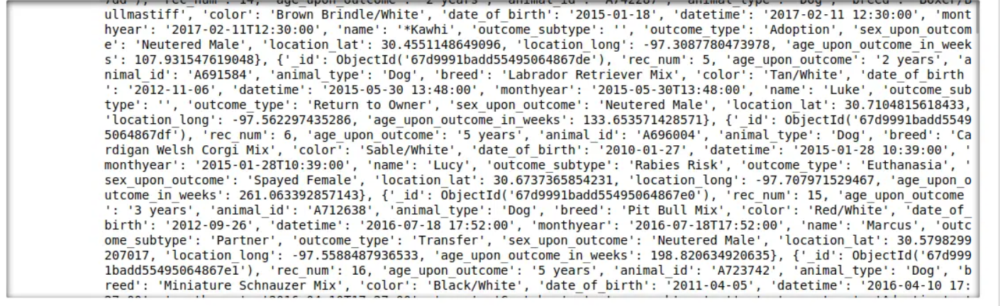 7dd'), 'rec_num': 14, 'age_upon_outcome': '2 years', 'animal_id': 'A742287', 'animal_type': 'Dog', 'breed': 'Boxer/B
ullmastiff', 'color': 'Brown Brindle/White', 'date_of_birth': '2015-01-18', 'datetime': '2017-02-11 12:30:00', 'mont
hyear': '2017-02-11T12:30:00', 'name': '*Kawhi', 'outcome_subtype': '', 'outcome_type': 'Adoption', 'sex_upon_outcom
e': 'Neutered Male', 'location_lat': 30.4551148649096, 'location_long': -97.3087780473978, 'age_upon_outcome_in_week
s': 107.931547619048}, {'_id': ObjectId('67d9991badd55495064867de'), 'rec_num': 5, 'age_upon_outcome': '2 years', 'a
nimal_id': 'A691584', 'animal_type': 'Dog', 'breed': 'Labrador Retriever Mix', 'color': 'Tan/White', 'date_of_birth
': '2012-11-06', 'datetime': '2015-05-30 13:48:00', 'monthyear': '2015-05-30T13:48:00', 'name': 'Luke', 'outcome_sub
type': '', 'outcome_type': 'Return to Owner', 'sex_upon_outcome': 'Neutered Male', 'location_lat': 30.7104815618433,
'location_long': -97.562297435286, 'age_upon_outcome_in_weeks': 133.653571428571}, {'_id': ObjectId('67d9991badd5549
5064867df'), 'rec_num': 6, 'age_upon_outcome': '5 years', 'animal_id': 'A696004', 'animal_type': 'Dog', 'breed': 'Ca
rdigan Welsh Corgi Mix', 'color': 'Sable/White', 'date_of_birth': '2010-01-27', 'datetime': '2015-01-28 10:39:00', '
monthyear': '2015-01-28T10:39:00', 'name': 'Lucy', 'outcome_subtype': 'Rabies Risk', 'outcome_type': 'Euthanasia', '
sex_upon_outcome': 'Spayed Female', 'location_lat': 30.6737365854231, 'location_long': -97.707971529467, 'age_upon_o
utcome_in_weeks': 261.063392857143}, {'_id': ObjectId('67d9991badd55495064867e0'), 'rec_num': 15, 'age_upon_outcome
': '3 years', 'animal_id': 'A712638', 'animal_type': 'Dog', 'breed': 'Pit Bull Mix', 'color': 'Red/White', 'date_of_
birth': '2012-09-26', 'datetime': '2016-07-18 17:52:00', 'monthyear': '2016-07-18T17:52:00', 'name': 'Marcus', 'outc
ome_subtype': 'Partner', 'outcome_type': 'Transfer', 'sex_upon_outcome': 'Neutered Male', 'location_lat': 30.5798299
207017, 'location_long': -97.5588487936533, 'age_upon_outcome_in_weeks': 198.820634920635}, {'_id': ObjectId('67d999
1badd55495064867e1'), 'rec_num': 16, 'age_upon_outcome': '5 years', 'animal_id': 'A723742', 'animal_type': 'Dog', 'b
reed': 'Miniature Schnauzer Mix', 'color': 'Black/White', 'date_of_birth': '2011-04-05', 'datetime': '2016-04-10 17: